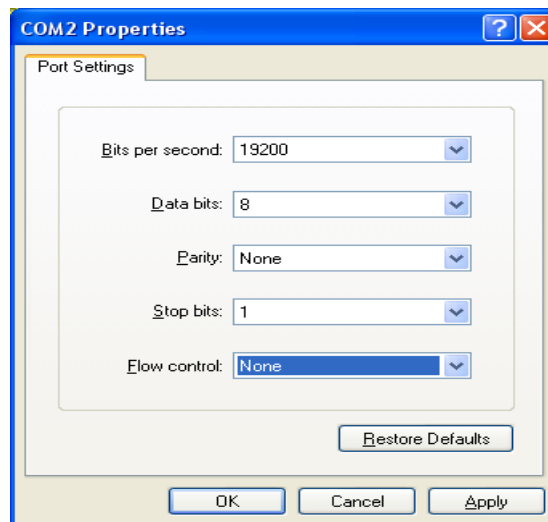 COM2 Properties
Port Settings
Bits per second: 19200
Data bits: 8
Parity: None
Stop bits: 1
Flow control: None
Restore Defaults
OK Cancel Apply